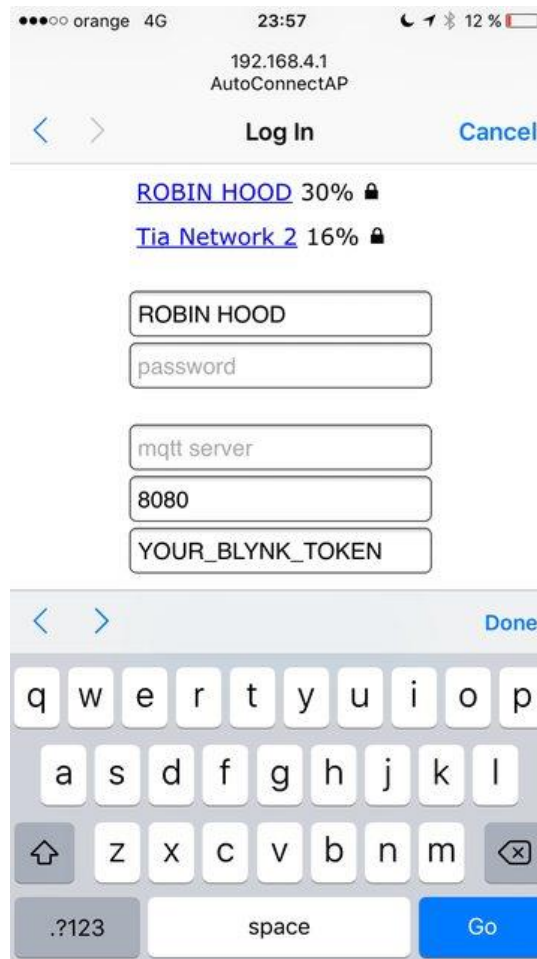 orange 4G 23:57 12 %
192.168.4.1
AutoConnectAP
Log In Cancel
ROBIN HOOD 30%
Tia Network 2 16%
ROBIN HOOD
password
mqtt server
8080
YOUR_BLYNK_TOKEN
Done
q w e r t y u i o p
a s d f g h j k l
z x c v b n m
.?123 space Go